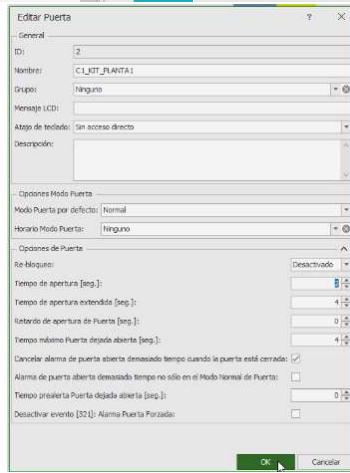 Editar Puerta ? ×
General
ID: 2
Nombre: C1_KIT_PLANTA1
Grupo: Ninguno
Mensaje LCD:
Atajo de teclado: Sin acceso directo
Descripción:
Opciones Modo Puerta
Modo Puerta por defecto: Normal
Horario Modo Puerta: Ninguno
Opciones de Puerta
Re-bloqueo: Desactivado
Tiempo de apertura [seg.]:
Tiempo de apertura extendida [seg.]: 4
Retardo de apertura de Puerta [seg.]: 0
Tiempo máximo Puerta dejada abierta [seg.]: 4
Cancelar alarma de puerta abierta demasiado tiempo cuando la puerta está cerrada:
Alarma de puerta abierta demasiado tiempo no sólo en el Modo Normal de Puerta:
Tiempo prealerta Puerta dejada abierta [seg.]: 0
Desactivar evento [321]: Alarma Puerta Forzada:
OK Cancelar